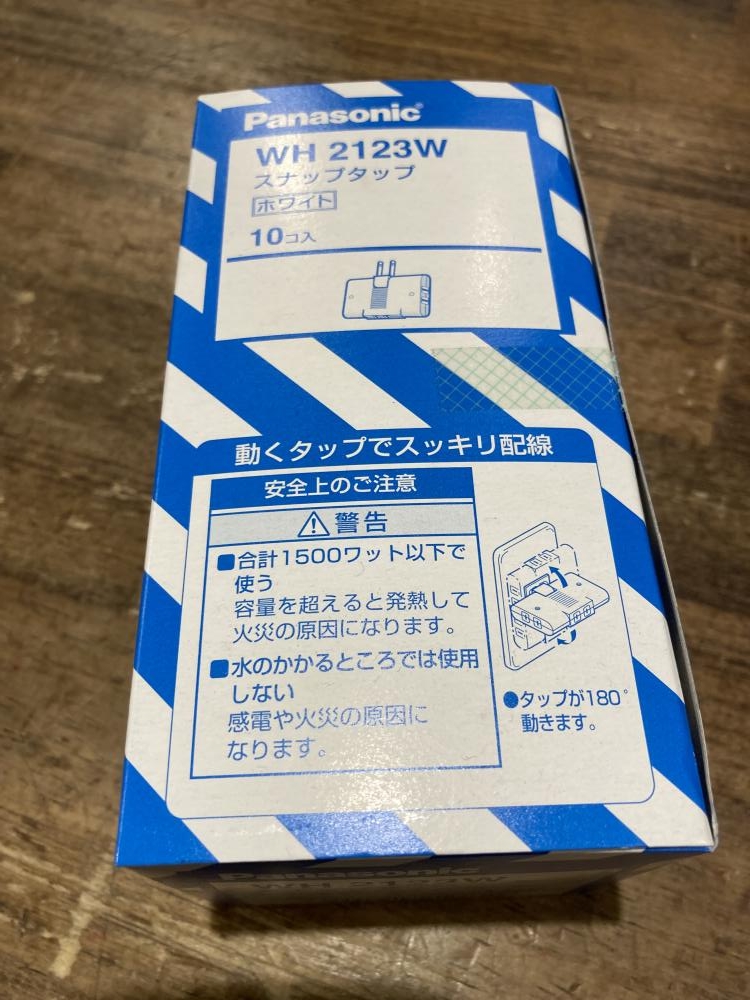 Panasonic
WH 2123W
スナップタップ
ホワイト
10コ入
動くタップでスッキリ配線
安全上のご注意
警告
■合計1500ワット以下で
使う
容量を超えると発熱して
火災の原因になります。
■水のかかるところでは使用
しない
感電や火災の原因に
なります。
●タップが180°
動きます。
Panasonic